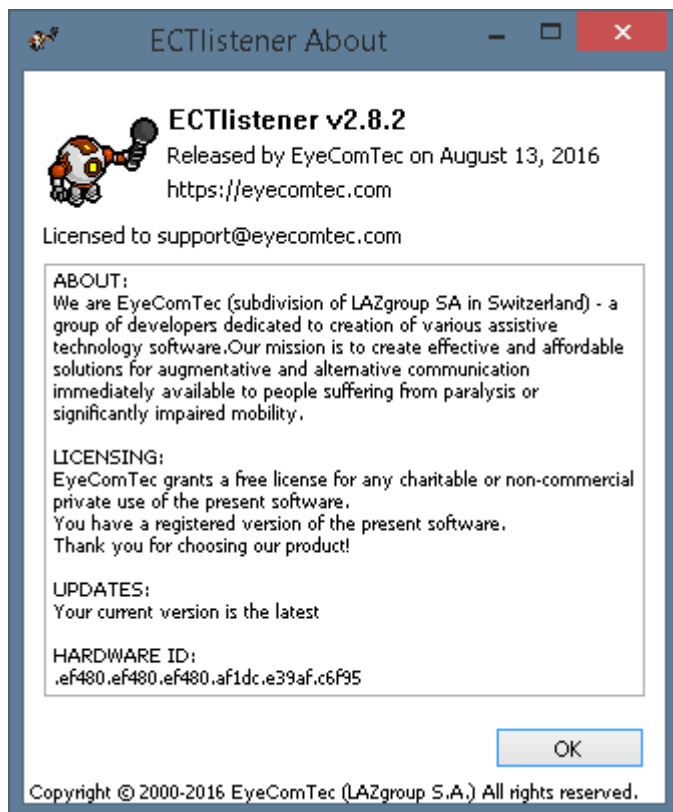 ECTlistener About
ECTlistener v2.8.2
Released by EyeComTec on August 13, 2016
https://eyecomtec.com
Licensed to support@eyecomtec.com
ABOUT:
We are EyeComTec (subdivision of LAZgroup SA in Switzerland) - a
group of developers dedicated to creation of various assistive
technology software.Our mission is to create effective and affordable
solutions for augmentative and alternative communication
immediately available to people suffering from paralysis or
significantly impaired mobility.
LICENSING:
EyeComTec grants a free license for any charitable or non-commercial
private use of the present software.
You have a registered version of the present software.
Thank you for choosing our product!
UPDATES:
Your current version is the latest
HARDWARE ID:
.ef480.ef480.ef480.af1dc.e39af.c6f95
OK
Copyright © 2000-2016 EyeComTec (LAZgroup S.A.) All rights reserved.